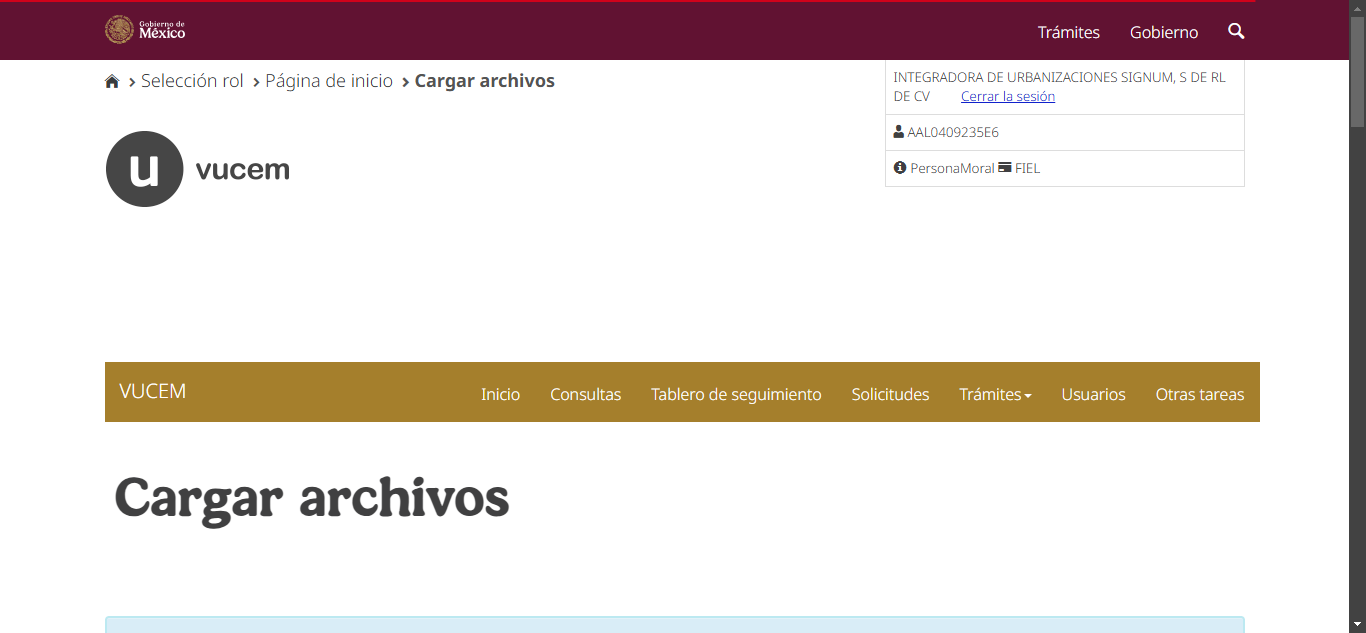 Gobierno de
México
Trámites
Gobierno
Selección rol
Página de inicio
Cargar archivos
INTEGRADORA DE URBANIZACIONES SIGNUM, S DE RL
DE CV Cerrar la sesión
AAL0409235E6
PersonaMoral FIEL
u vucem
VUCEM
Inicio
Consultas
Tablero de seguimiento
Solicitudes
Trámites
Usuarios
Otras tareas
Cargar archivos